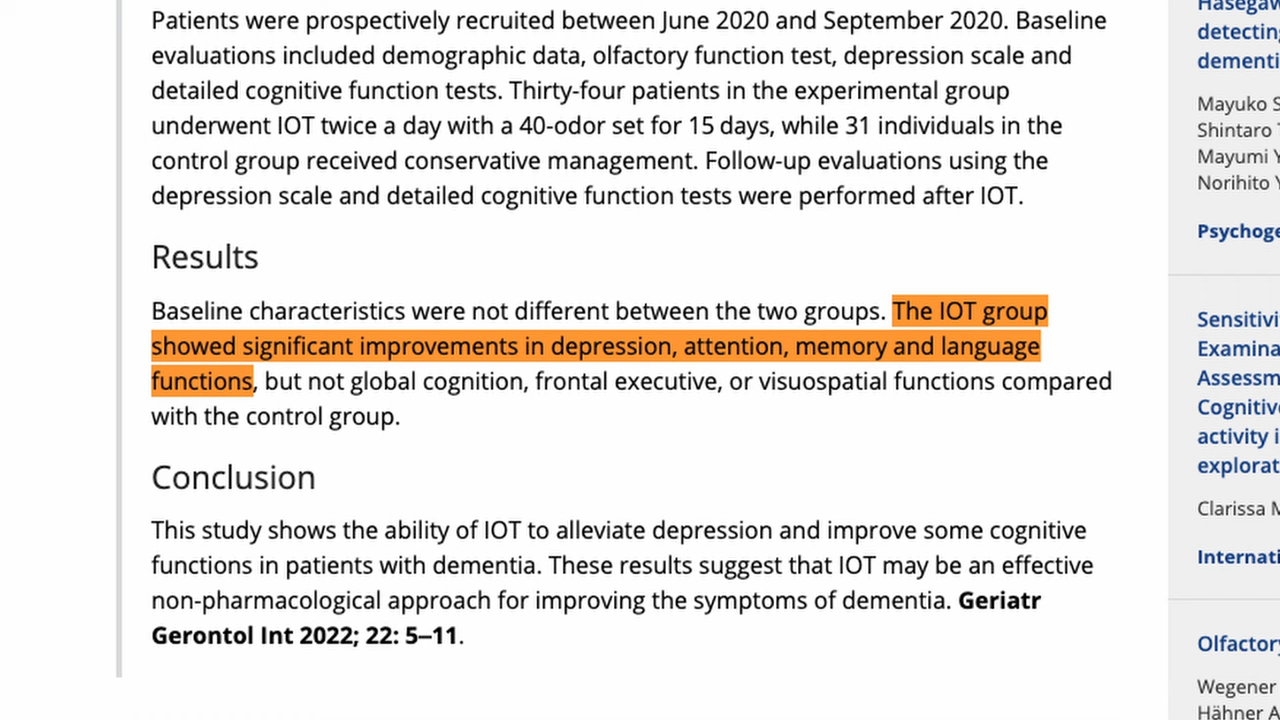 Patients were prospectively recruited between June 2020 and September 2020. Baseline
evaluations included demographic data, olfactory function test, depression scale and
detailed cognitive function tests. Thirty-four patients in the experimental group
underwent IOT twice a day with a 40-odor set for 15 days, while 31 individuals in the
control group received conservative management. Follow-up evaluations using the
depression scale and detailed cognitive function tests were performed after IOT.
Results
Baseline characteristics were not different between the two groups. The IOT group
showed significant improvements in depression, attention, memory and language
functions, but not global cognition, frontal executive, or visuospatial functions compared
with the control group.
Conclusion
This study shows the ability of IOT to alleviate depression and improve some cognitive
functions in patients with dementia. These results suggest that IOT may be an effective
non-pharmacological approach for improving the symptoms of dementia. Geriatr
Gerontol Int 2022; 22: 5–11.
Hasegaw
detecting
dementi
Mayuko S
Shintaro
Mayumi Y
Norihito Y
Psychoge
Sensitivi
Examina
Assessm
Cognitive
activity i
explorat
Clarissa M
Internati
Olfactory
Wegener
Hähner A